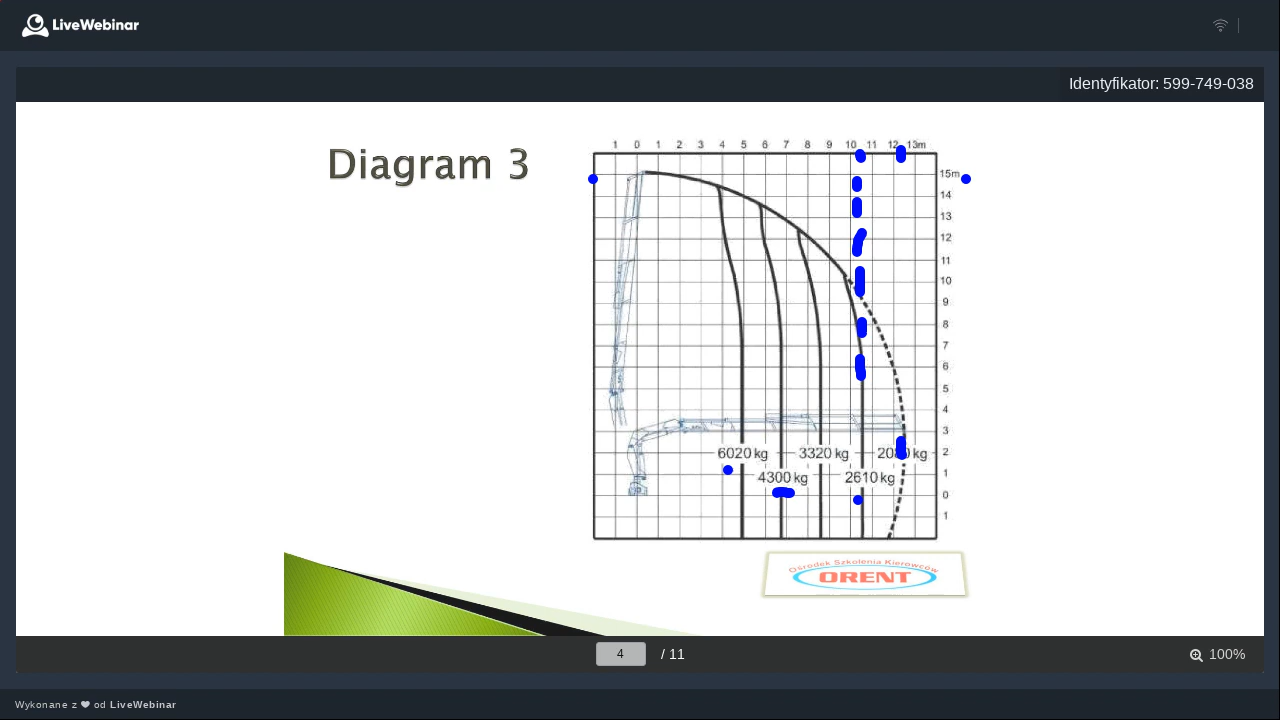 LiveWebinar
Identyfikator: 599-749-038
Diagram 3
1 0 1 2 3 4 5 6 7 8 9 10 11 12 13m
15m
14
13
12
11
10
9
8
7
6
5
4
3
2
1
0
1
6020 kg 3320 kg kg
4300 kg 2610 kg
Ośrodek Szkolenia Kierowców
ORENT
4 / 11
100%
Wykonane z od LiveWebinar